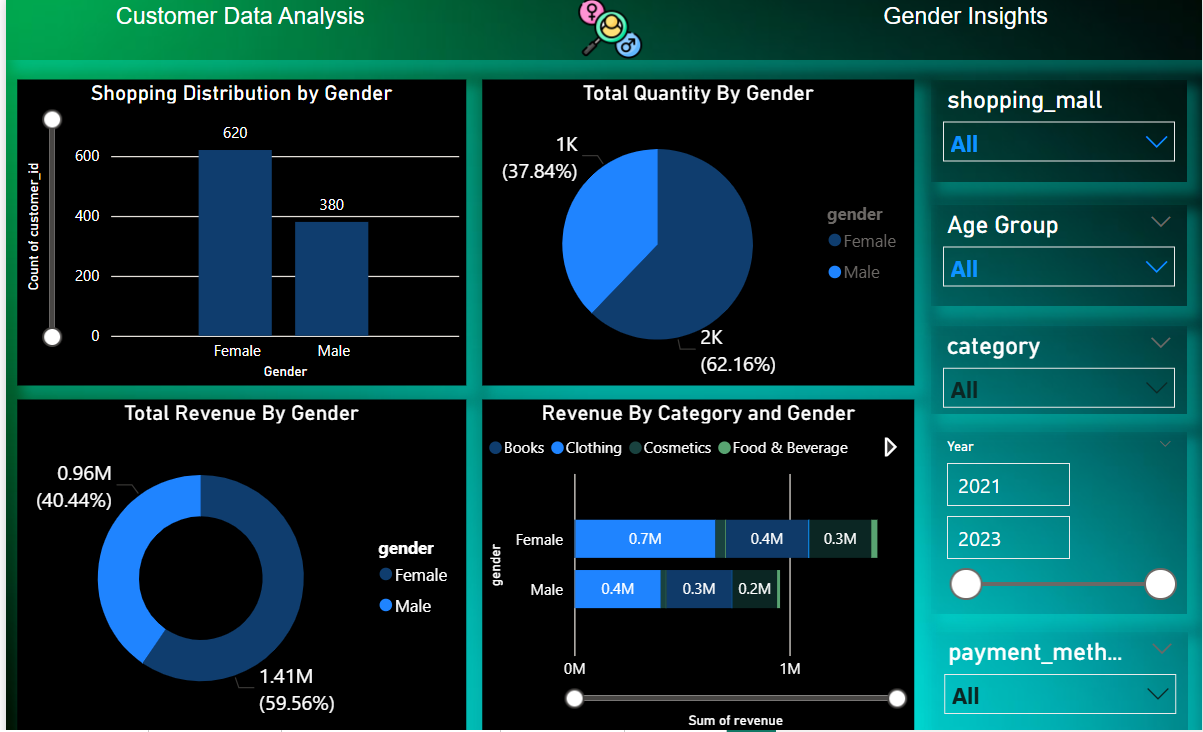 Customer Data Analysis
Gender Insights
Shopping Distribution by Gender
Count of customer_id
620
600
380
400
200
0
Female
Male
Gender
Total Quantity By Gender
1K
(37.84%)
2K
(62.16%)
gender
Female
Male
Total Revenue By Gender
0.96M
(40.44%)
1.41M
(59.56%)
gender
Female
Male
Revenue By Category and Gender
Books Clothing Cosmetics Food & Beverage
gender
Female 0.7M 0.4M 0.3M
Male 0.4M 0.3M 0.2M
0M 1M
Sum of revenue
shopping_mall
All
Age Group
All
category
All
Year
2021
2023
payment_meth...
All